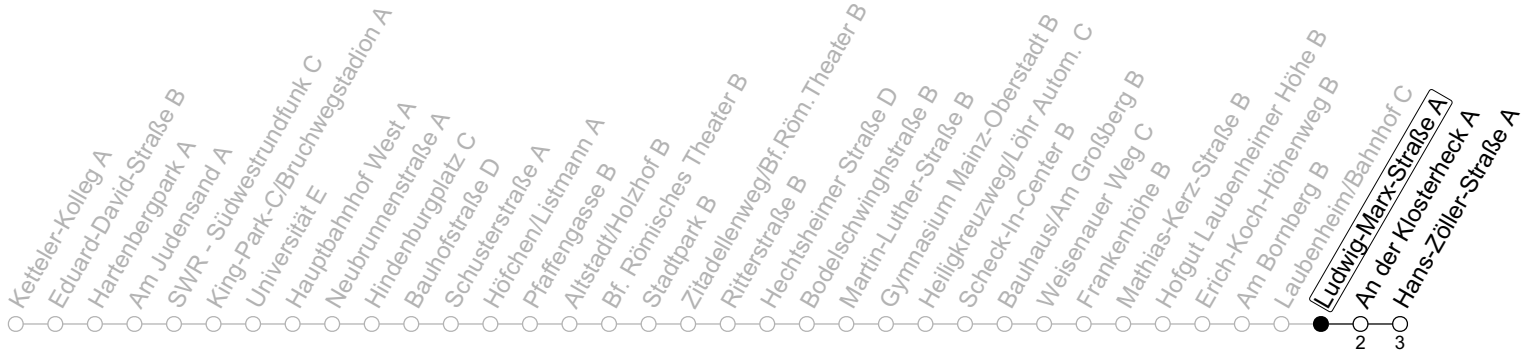 Ketteler-Kolleg A
Eduard-David-Straße B
Hartenbergpark A
Am Judensand A
SWR - Südwestrundfunk C
King-Park-C/Bruchwegstadion A
Universität E
Hauptbahnhof West A
Neubrunnenstraße A
Hindenburgplatz C
Bauhofstraße D
Schusterstraße A
Höfchen/Listmann A
Pfaffengasse B
Altstadt/Holzhof B
Bf. Römisches Theater B
Stadtpark B
Zitadellenweg/Bf.Röm.Theater B
Ritterstraße B
Hechtsheimer Straße D
Bodelschwinghstraße B
Martin-Luther-Straße B
Gymnasium Mainz-Oberstadt B
Heiligkreuzweg/Löhr Autom. C
Scheck-In-Center B
Bauhaus/Am Großberg B
Weisenauer Weg C
Frankenhöhe B
Mathias-Kerz-Straße B
Hofgut Laubenheimer Höhe B
Erich-Koch-Höhenweg B
Am Bornberg B
Laubenheim/Bahnhof C
Ludwig-Marx-Straße A
An der Klosterheck A
Hans-Zöller-Straße A
2
3